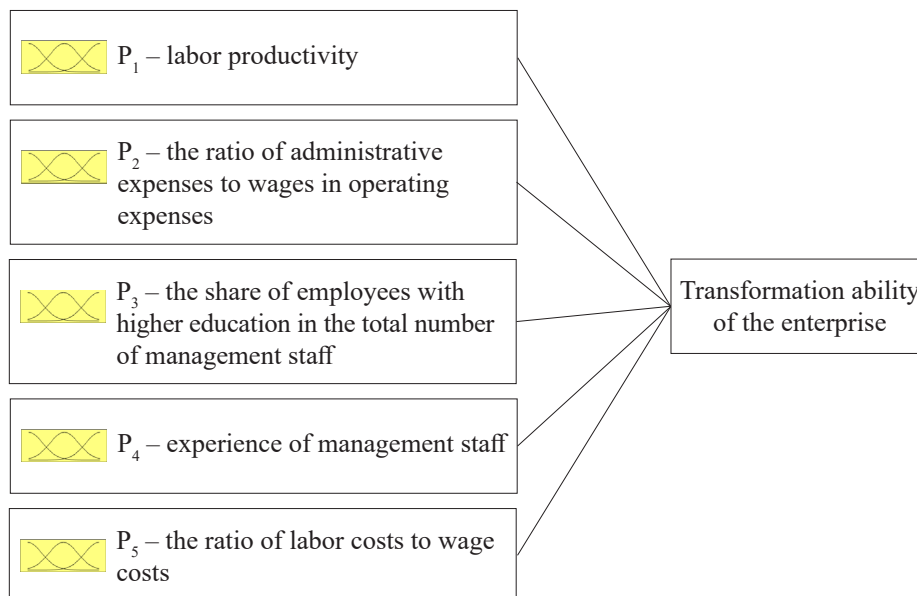 P₁ – labor productivity
P₂ – the ratio of administrative
expenses to wages in operating
expenses
P₃ – the share of employees with
higher education in the total number
of management staff
P₄ – experience of management staff
P₅ – the ratio of labor costs to wage
costs
Transformation ability
of the enterprise